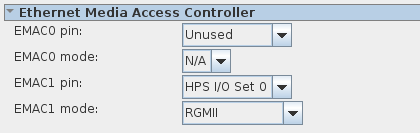 Ethernet Media Access Controller
EMAC0 pin: Unused
EMAC0 mode: N/A
EMAC1 pin: HPS I/O Set 0
EMAC1 mode: RGMII